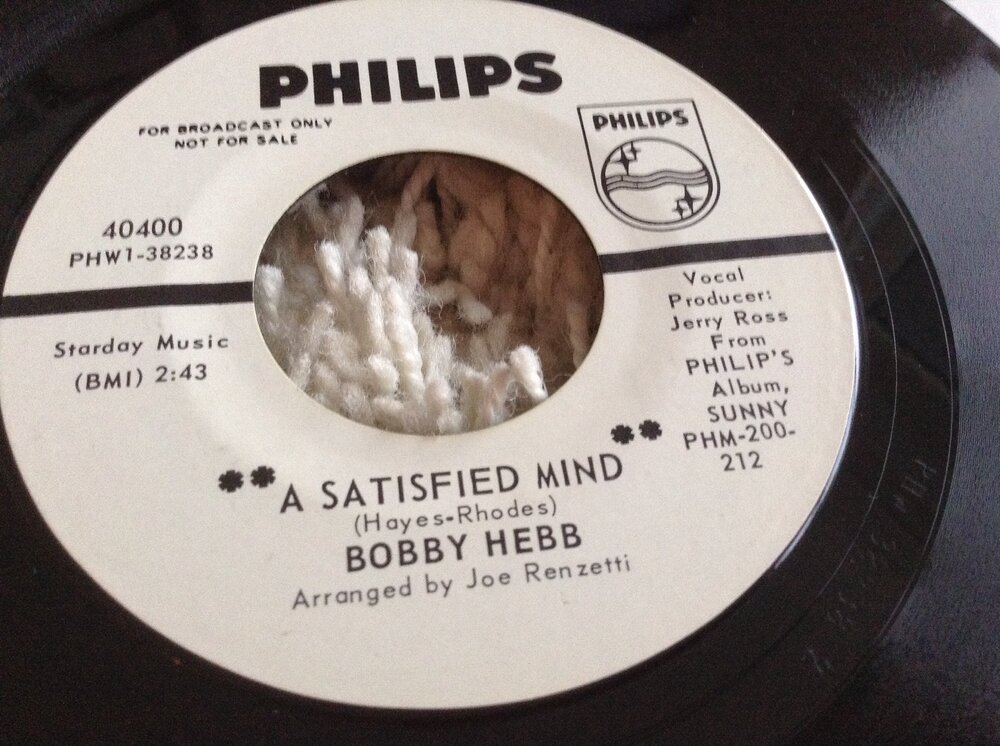 PHILIPS
FOR BROADCAST ONLY
NOT FOR SALE
PHILIPS
40400
PHW1-38238
Starday Music
(BMI) 2:43
Vocal
Producer:
Jerry Ross
From
PHILIP'S
Album,
SUNNY
PHM-200-
212
**A SATISFIED MIND**
(Hayes-Rhodes)
BOBBY HEBB
Arranged by Joe Renzetti